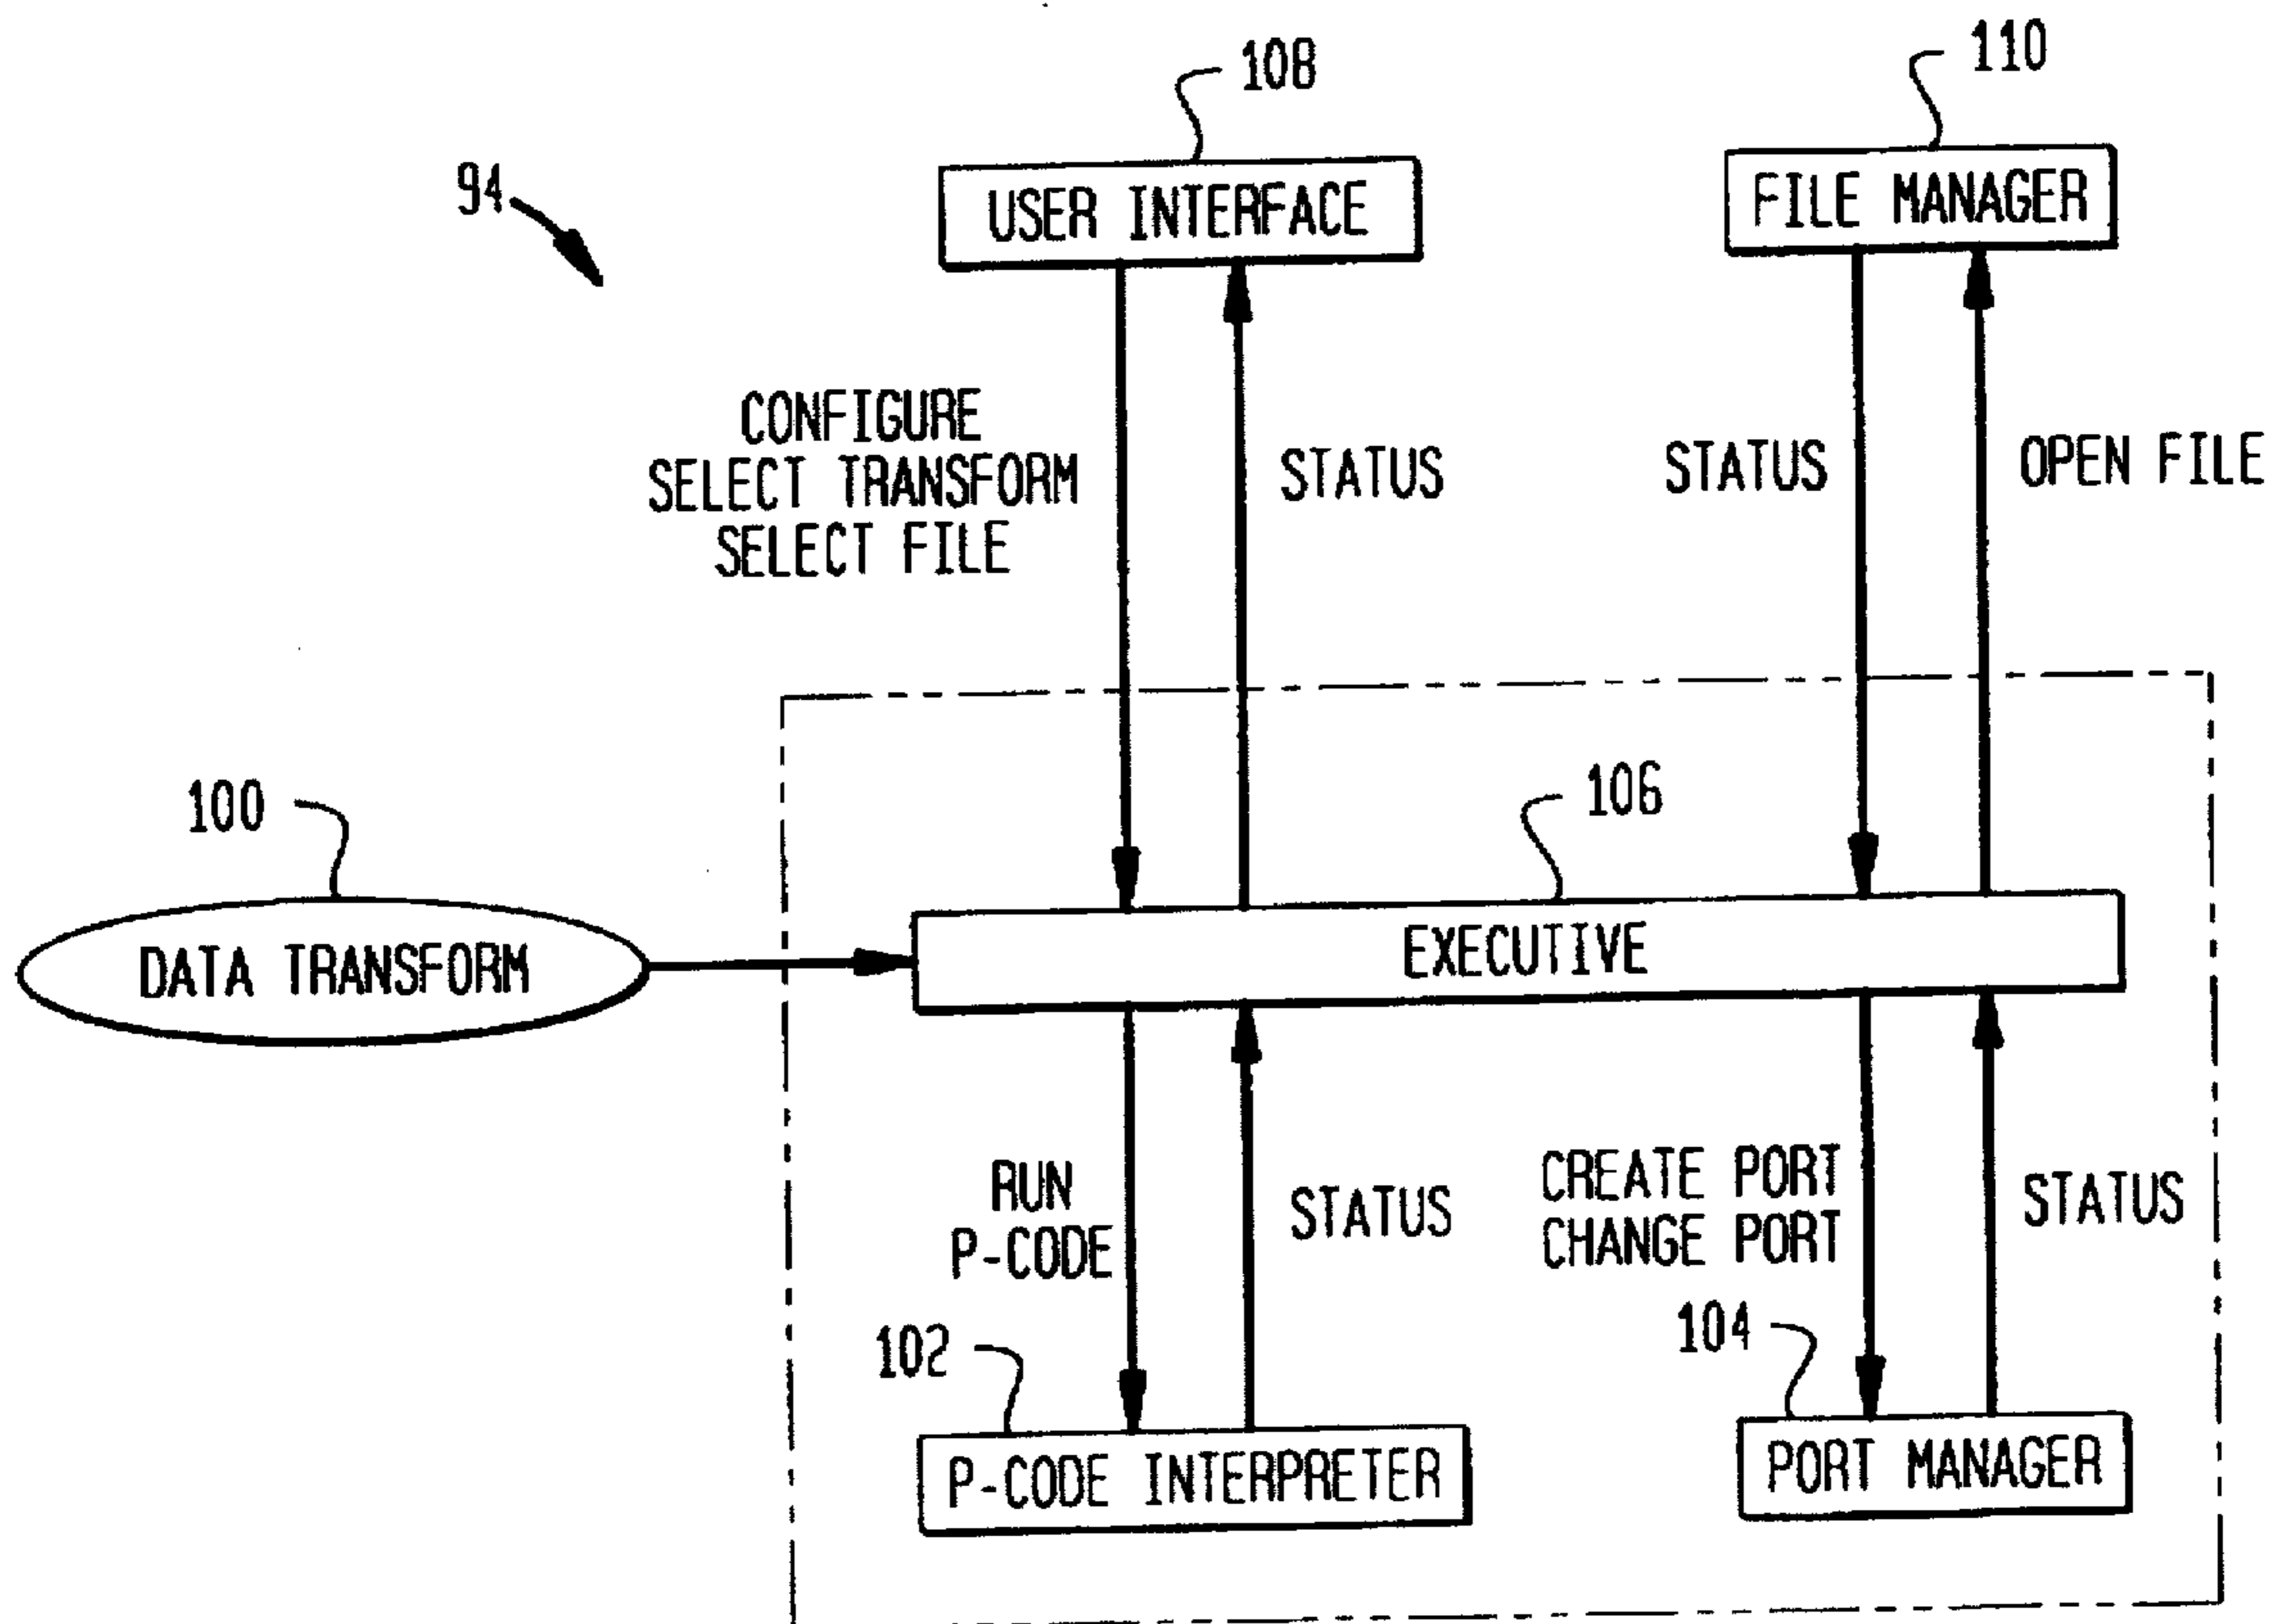 108
110
94
USER INTERFACE
FILE MANAGER
CONFIGURE
SELECT TRANSFORM
SELECT FILE
STATUS
STATUS
OPEN FILE
100
106
DATA TRANSFORM
EXECUTIVE
RUN
P-CODE
STATUS
CREATE PORT
CHANGE PORT
STATUS
102
104
P-CODE INTERPRETER
PORT MANAGER